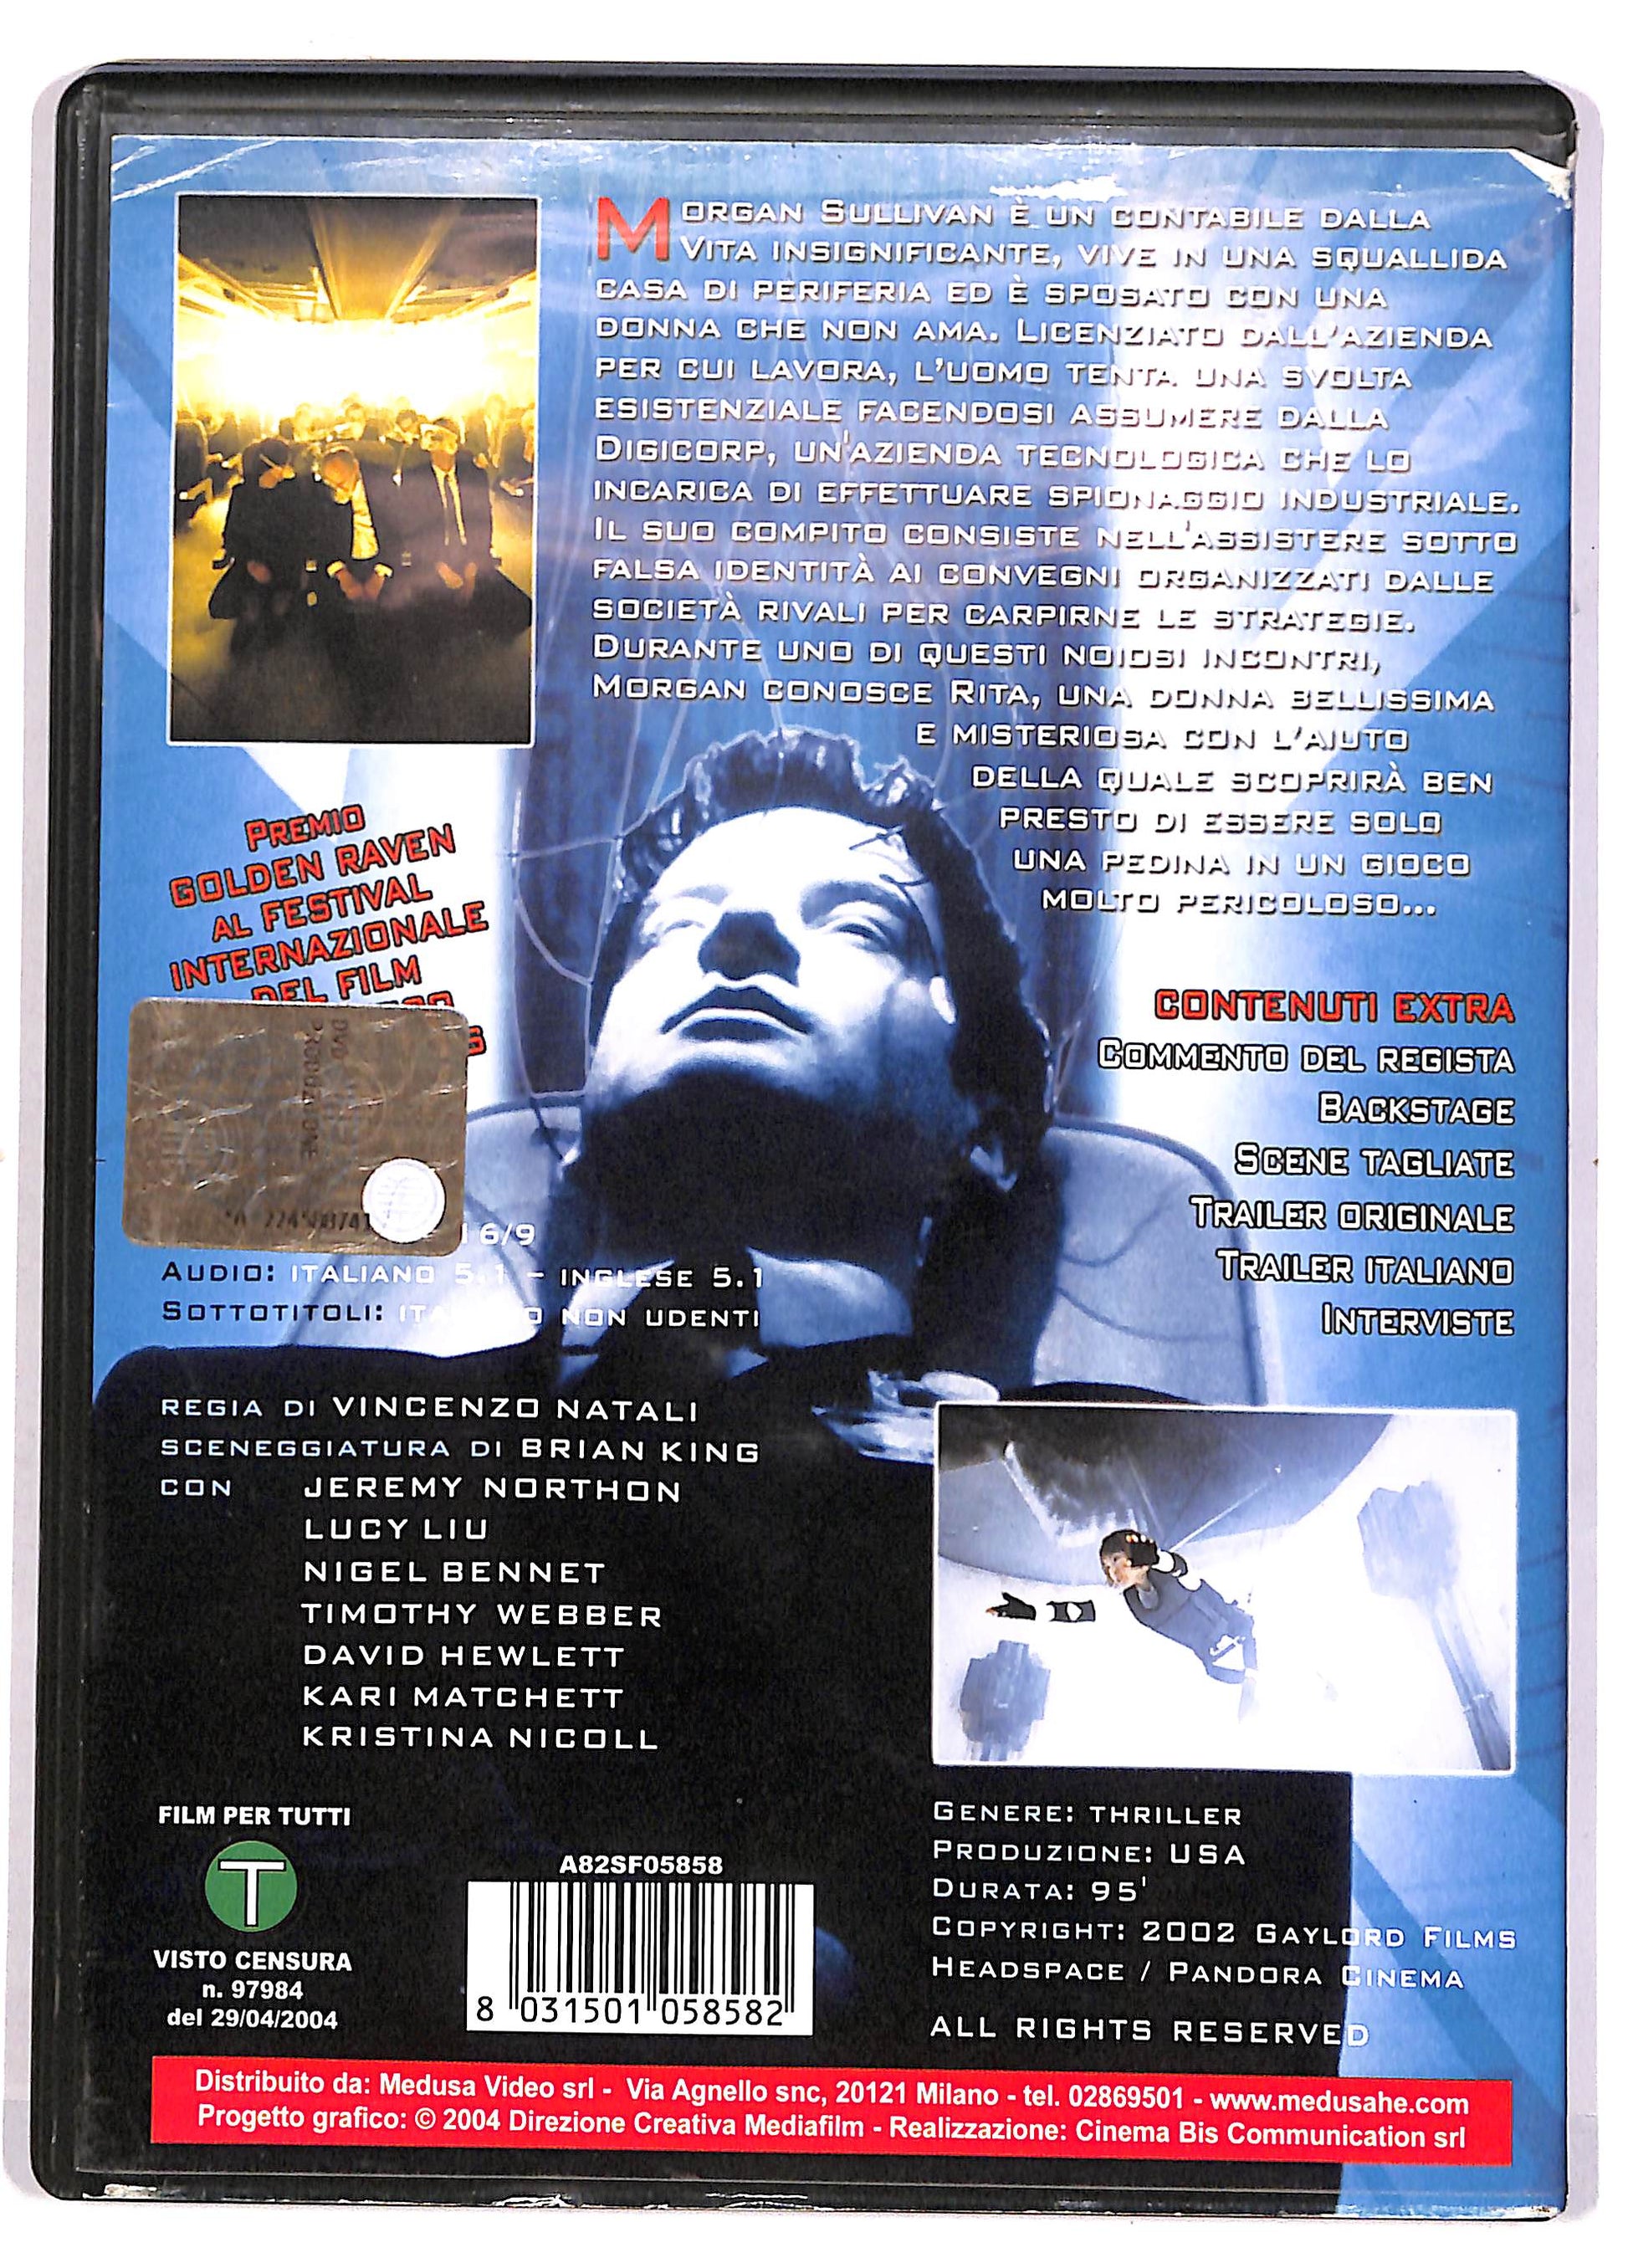 MORGAN SULLIVAN È UN CONTABILE DALLA
VITA INSIGNIFICANTE, VIVE IN UNA SQUALLIDA
CASA DI PERIFERIA ED È SPOSATO CON UNA
DONNA CHE NON AMA. LICENZIATO DALL'AZIENDA
PER CUI LAVORA, L'UOMO TENTA UNA SVOLTA
ESISTENZIALE FACENDOSI ASSUMERE DALLA
DIGICORP, UN'AZIENDA TECNOLOGICA CHE LO
INCARICA DI EFFETTUARE SPIONAGGIO INDUSTRIALE.
IL SUO COMPITO CONSISTE NELL'ASSISTERE SOTTO
FALSA IDENTITÀ AI CONVEGNI ORGANIZZATI DALLE
SOCIETÀ RIVALI PER CARPIRNE LE STRATEGIE.
DURANTE UNO DI QUESTI NOIOSI INCONTRI,
MORGAN CONOSCE RITA, UNA DONNA BELLISSIMA
E MISTERIOSA CON L'AIUTO
DELLA QUALE SCOPRIRÀ BEN
PRESTO DI ESSERE SOLO
UNA PEDINA IN UN GIOCO
MOLTO PERICOLOSO...
PREMIO
GOLDEN RAVEN
AL FESTIVAL
INTERNAZIONALE
DEL FILM
CONTENUTI EXTRA
COMMENTO DEL REGISTA
BACKSTAGE
SCENE TAGLIATE
TRAILER ORIGINALE
TRAILER ITALIANO
INTERVISTE
16/9
AUDIO: ITALIANO 5.1 - INGLESE 5.1
SOTTOTITOLI: NON UDENTI
REGIA DI VINCENZO NATALI
SCENEGGIATURA DI BRIAN KING
CON JEREMY NORTHON
LUCY LIU
NIGEL BENNET
TIMOTHY WEBBER
DAVID HEWLETT
KARI MATCHETT
KRISTINA NICOLL
FILM PER TUTTI
T
VISTO CENSURA
n. 97984
del 29/04/2004
A82SF05858
8 031501 058582
GENERE: THRILLER
PRODUZIONE: USA
DURATA: 95'
COPYRIGHT: 2002 GAYLORD FILMS
HEADSPACE / PANDORA CINEMA
ALL RIGHTS RESERVED
Distribuito da: Medusa Video srl - Via Agnello snc, 20121 Milano - tel. 02869501 - www.medusahe.com
Progetto grafico: © 2004 Direzione Creativa Mediafilm - Realizzazione: Cinema Bis Communication srl